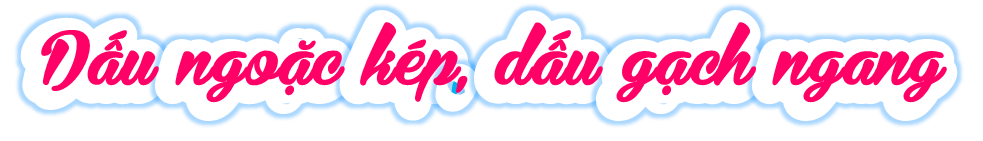 Dấu ngoặc kép, dấu gạch ngang